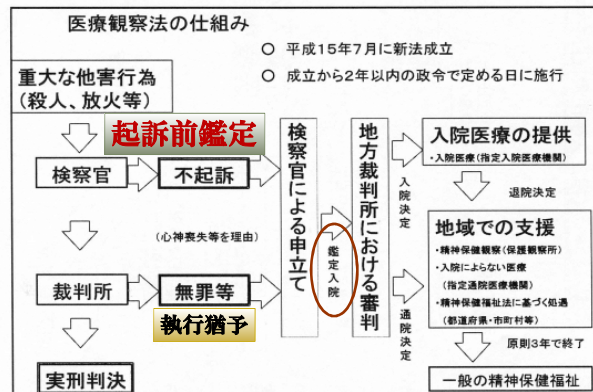 医療観察法の仕組み
○ 平成15年7月に新法成立
○ 成立から2年以内の政令で定める日に施行
重大な他害行為
(殺人、放火等)
起訴前鑑定
検察官
不起訴
(心神喪失等を理由)
裁判所
無罪等
執行猶予
実刑判決
検察官による申立て
鑑定入院
地方裁判所における審判
入院決定
通院決定
入院医療の提供
・入院医療(指定入院医療機関)
退院決定
地域での支援
・精神保健観察(保護観察所)
・入院によらない医療
(指定通院医療機関)
・精神保健福祉法に基づく処遇
(都道府県・市町村等)
原則3年で終了
一般の精神保健福祉